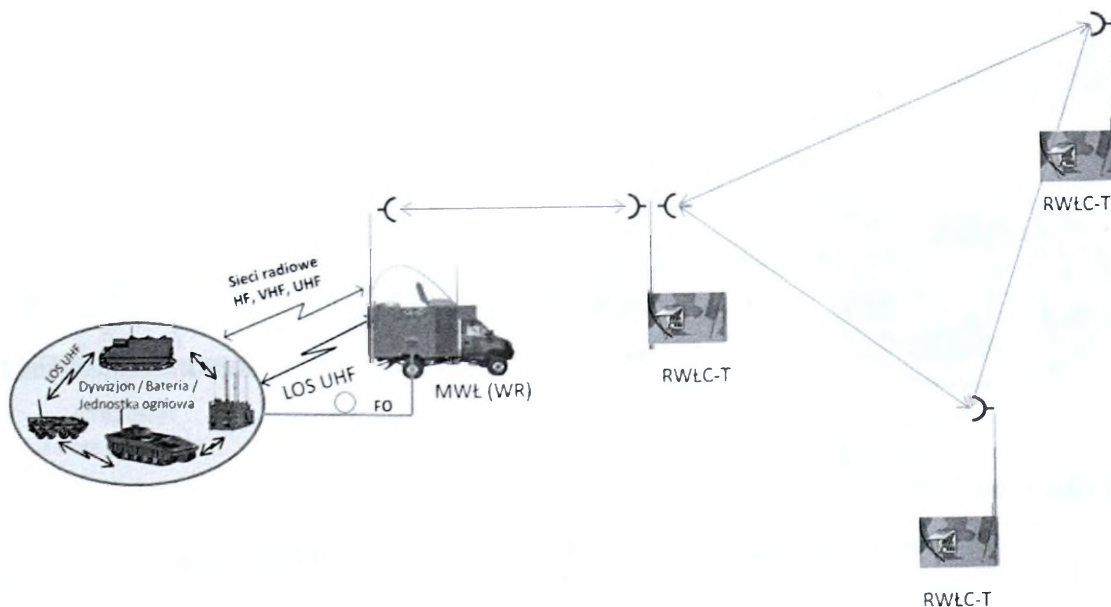 RWŁC-T
Sieci radiowe
HF, VHF, UHF
LOS UHF
Dywizjon / Bateria /
Jednostka ogniowa
LOS UHF
FO
MWŁ (WR)
RWŁC-T
RWŁC-T